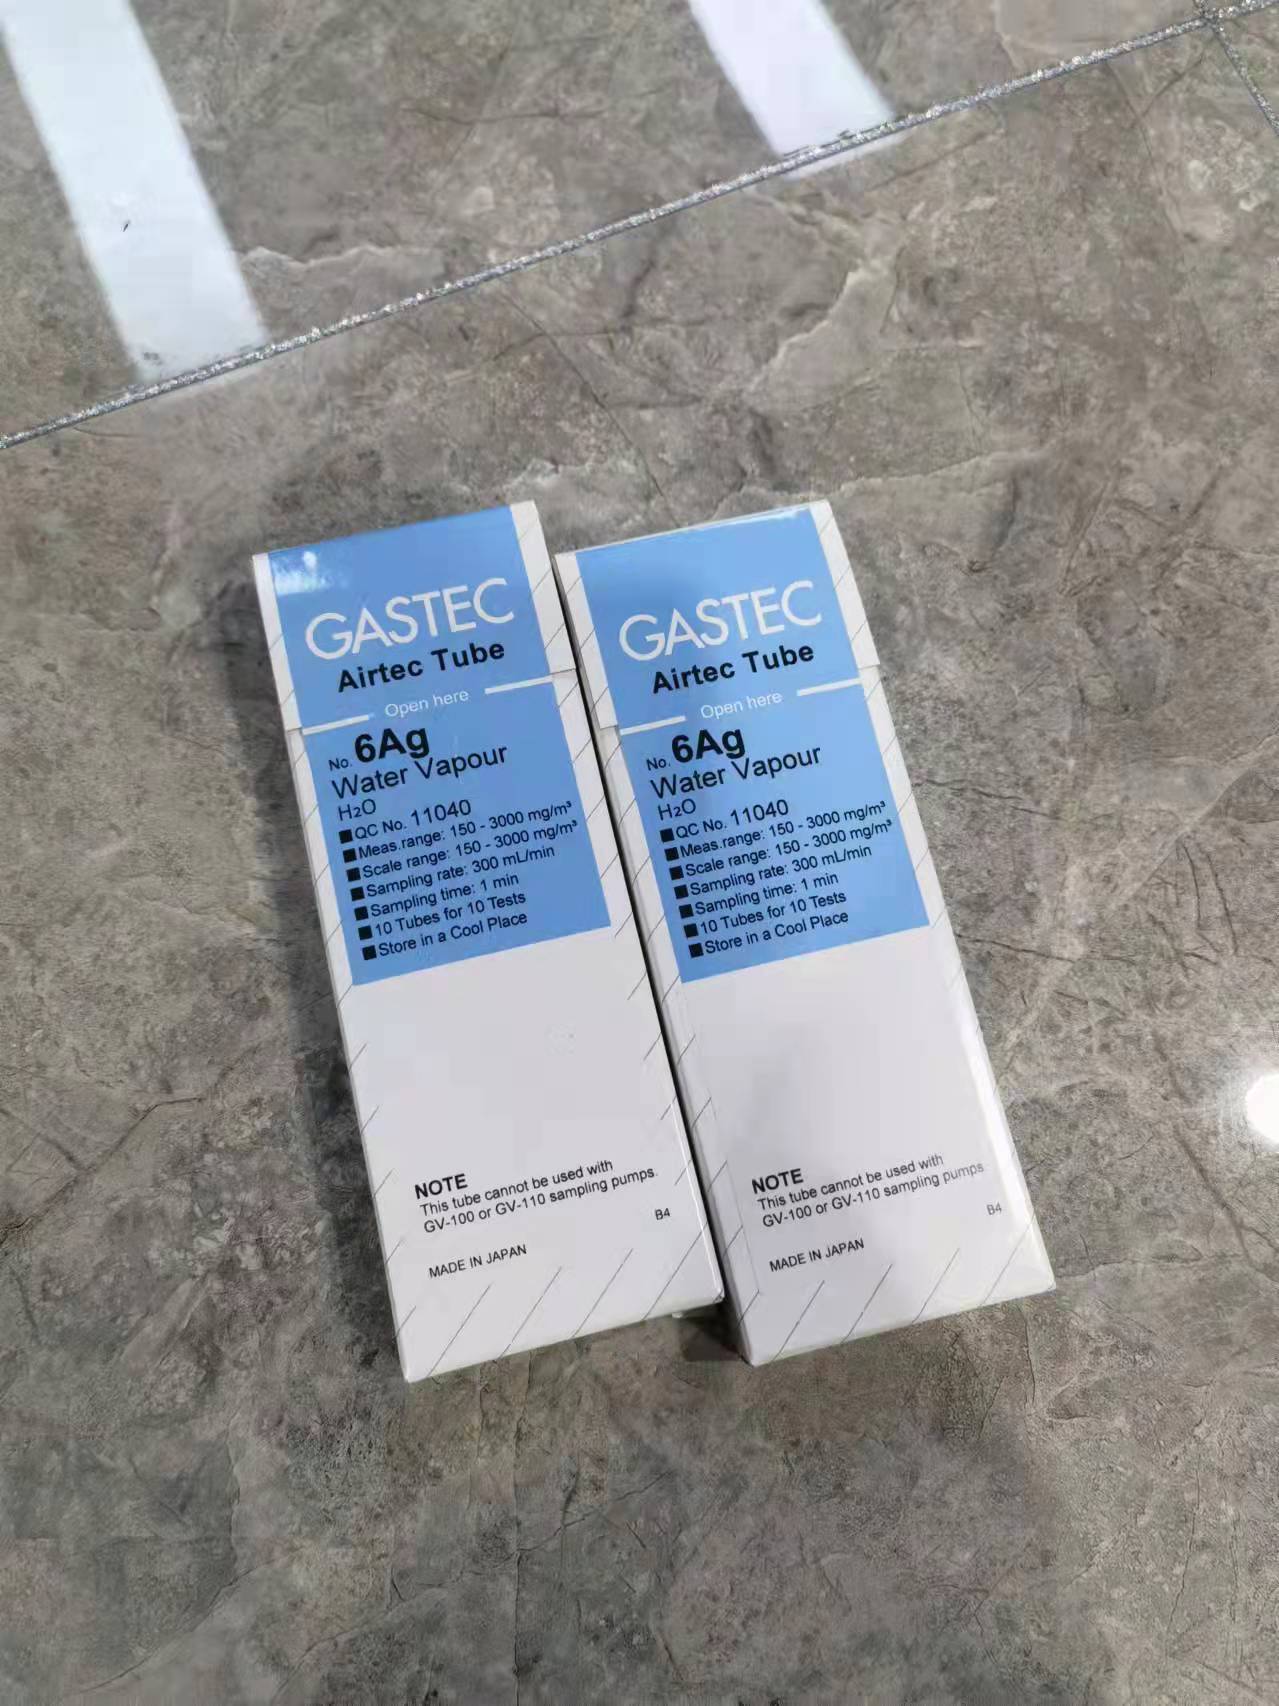 GASTEC
Airtec Tube
Open here
No. 6Ag
Water Vapour
H₂O
■QC No. 11040
■Meas.range: 150 - 3000 mg/m³
■Scale range: 150 - 3000 mg/m³
■Sampling rate: 300 mL/min
■Sampling time: 1 min
■10 Tubes for 10 Tests
■Store in a Cool Place
NOTE
This tube cannot be used with
GV-100 or GV-110 sampling pumps.
B4
MADE IN JAPAN
GASTEC
Airtec Tube
Open here
No. 6Ag
Water Vapour
H₂O
■QC No. 11040
■Meas.range: 150 - 3000 mg/m³
■Scale range: 150 - 3000 mg/m³
■Sampling rate: 300 mL/min
■Sampling time: 1 min
■10 Tubes for 10 Tests
■Store in a Cool Place
NOTE
This tube cannot be used with
GV-100 or GV-110 sampling pumps
B4
MADE IN JAPAN